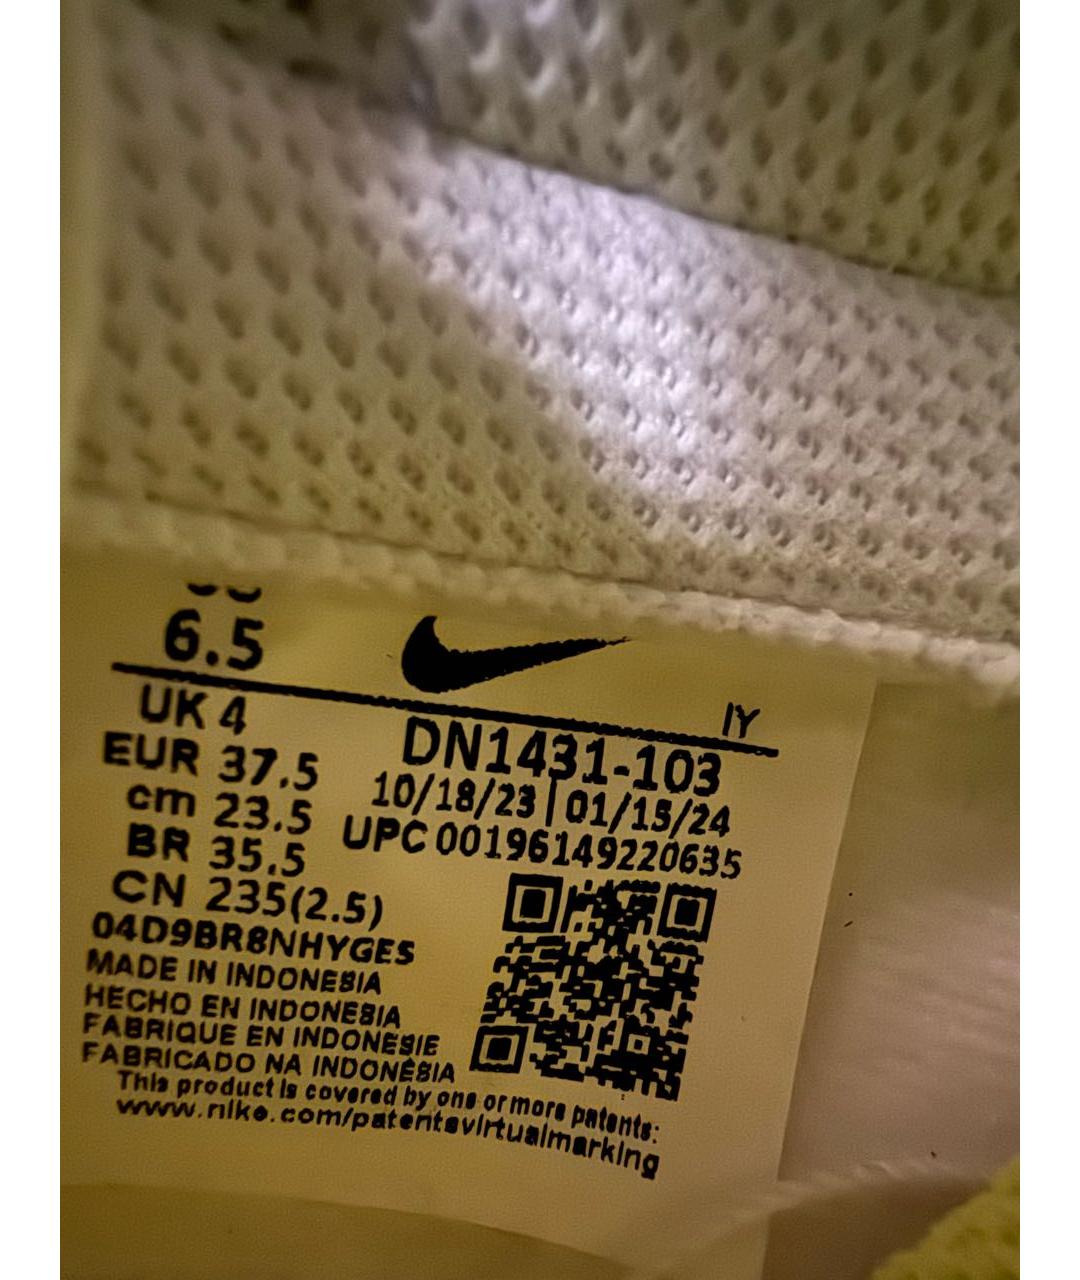 6.5
IY
UK 4
DN1431-103
EUR 37.5
10/18/23 | 01/15/24
cm 23.5
UPC 00196149220635
BR 35.5
CN 235(2.5)
04D9BR8NHYGE5
MADE IN INDONESIA
HECHO EN INDONESIA
FABRIQUE EN INDONESIE
FABRICADO NA INDONÉSIA
This product is covered by one or more patents:
www.nike.com/patentsvirtualmarking